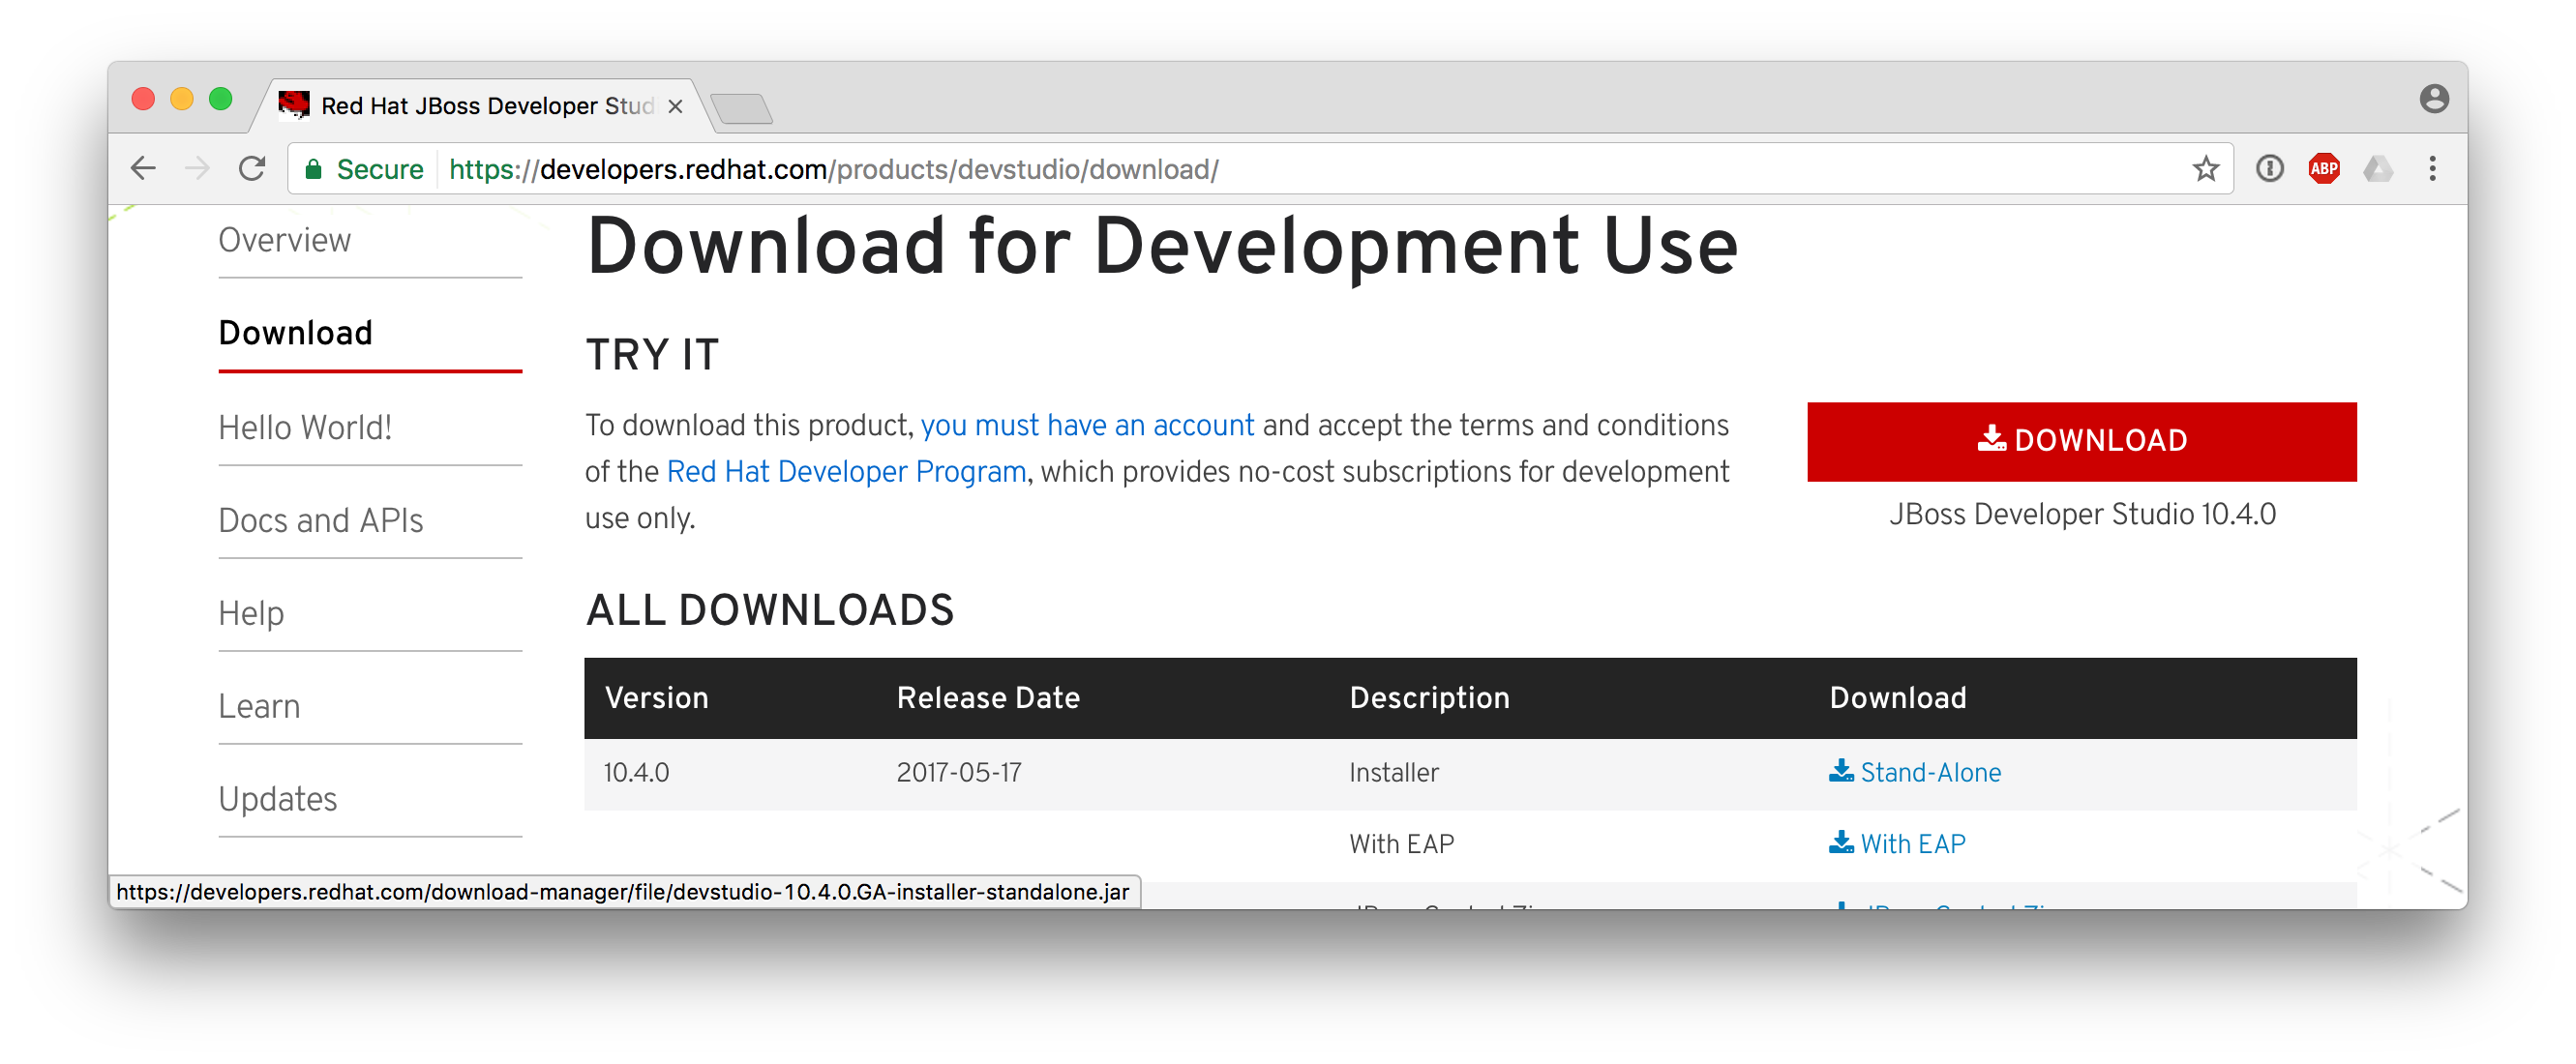 Red Hat JBoss Developer Stud
Secure https://developers.redhat.com/products/devstudio/download/
ABP
Overview
Download
Hello World!
Docs and APIs
Help
Learn
Updates
Download for Development Use
TRY IT
To download this product, you must have an account and accept the terms and conditions
of the Red Hat Developer Program, which provides no-cost subscriptions for development
use only.
DOWNLOAD
JBoss Developer Studio 10.4.0
ALL DOWNLOADS
Version Release Date Description Download
10.4.0 2017-05-17 Installer Stand-Alone
With EAP With EAP
https://developers.redhat.com/download-manager/file/devstudio-10.4.0.GA-installer-standalone.jar